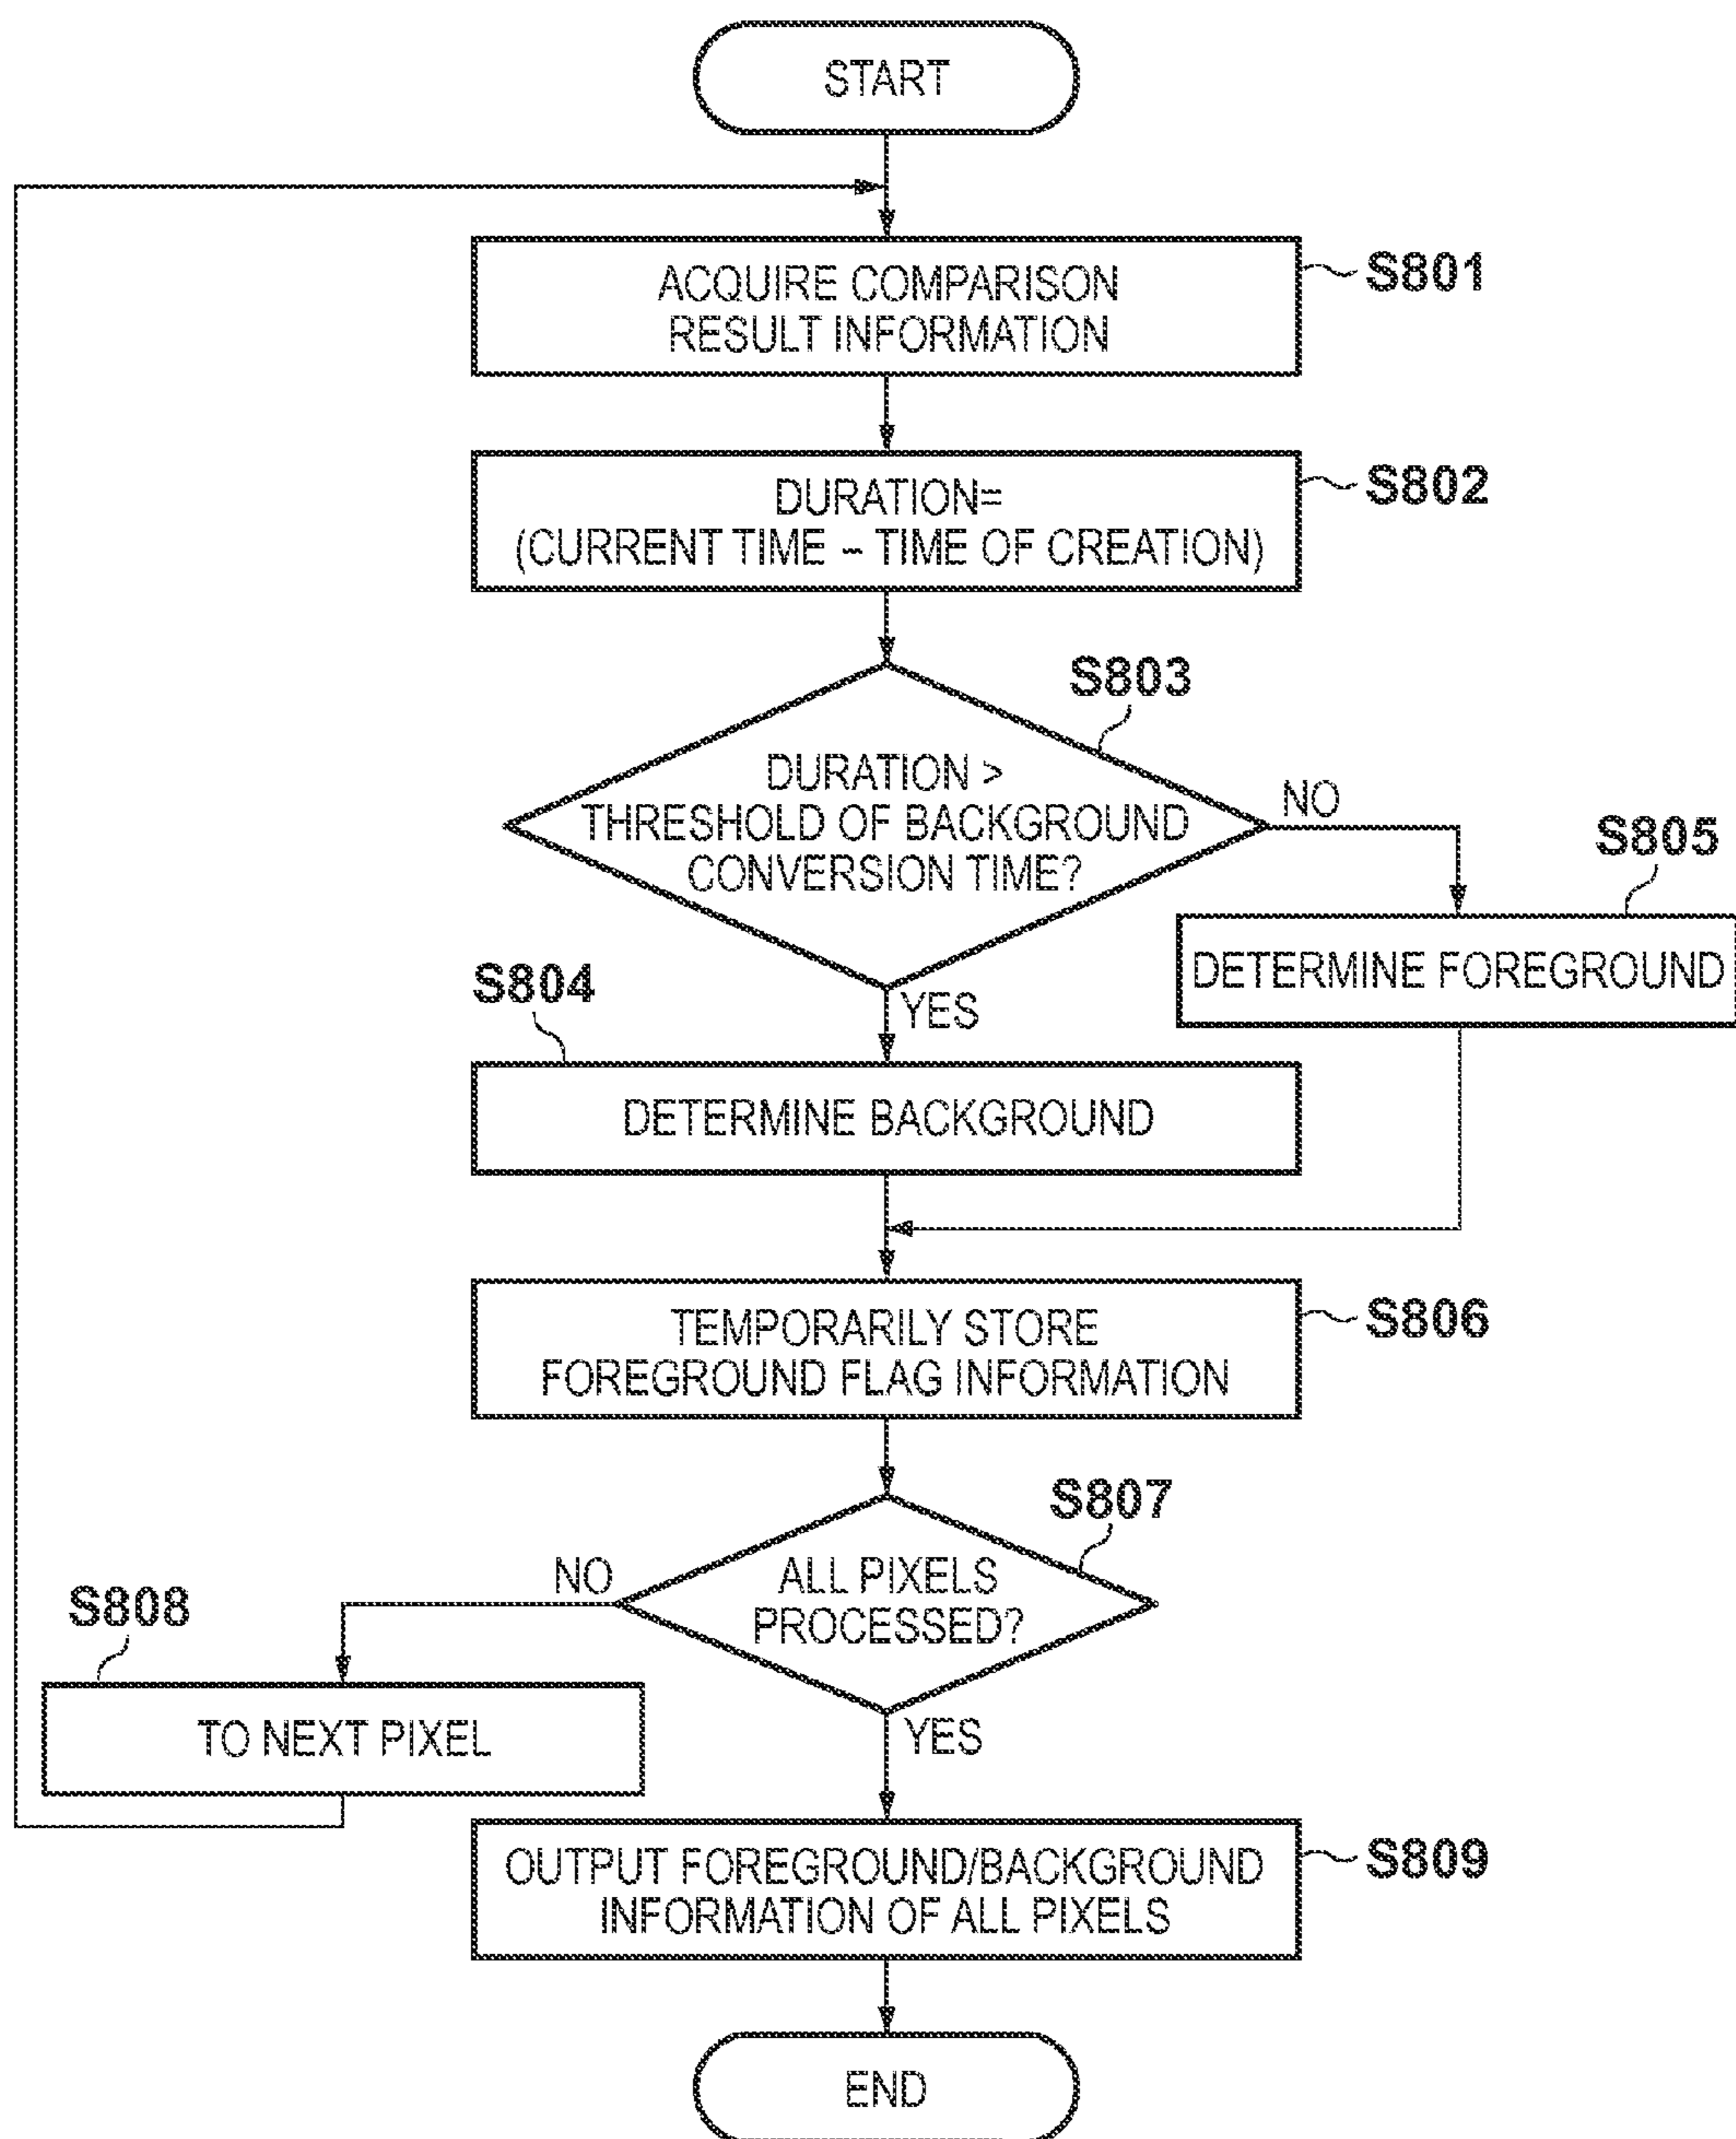 START
ACQUIRE COMPARISON
RESULT INFORMATION
S801
DURATION=
(CURRENT TIME – TIME OF CREATION)
S802
S803
DURATION >
THRESHOLD OF BACKGROUND
CONVERSION TIME?
NO
S805
DETERMINE FOREGROUND
YES
S804
DETERMINE BACKGROUND
TEMPORARILY STORE
FOREGROUND FLAG INFORMATION
S806
S807
ALL PIXELS
PROCESSED?
NO
S808
TO NEXT PIXEL
YES
OUTPUT FOREGROUND/BACKGROUND
INFORMATION OF ALL PIXELS
S809
END